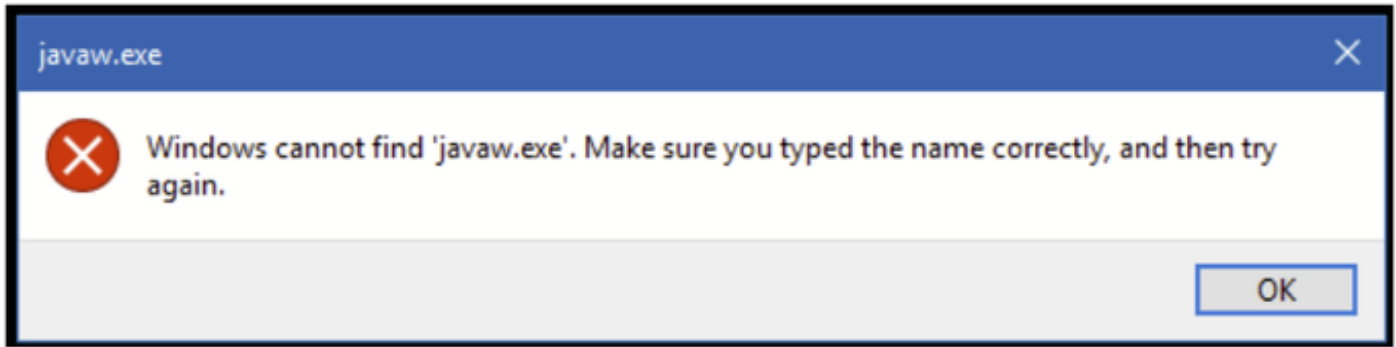 javaw.exe
Windows cannot find 'javaw.exe'. Make sure you typed the name correctly, and then try
again.
OK